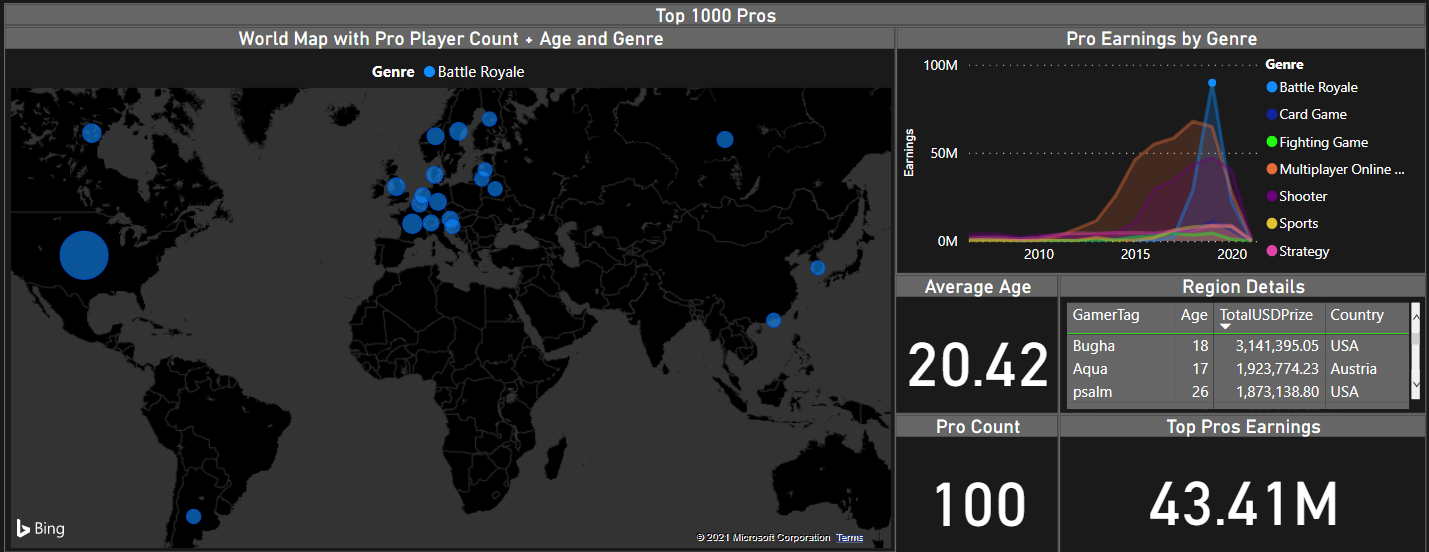 Top 1000 Pros
World Map with Pro Player Count + Age and Genre
Genre Battle Royale
Bing
© 2021 Microsoft Corporation Terms
Pro Earnings by Genre
100M
50M
0M
Earnings
2010 2015 2020
Genre
Battle Royale
Card Game
Fighting Game
Multiplayer Online ...
Shooter
Sports
Strategy
Average Age
20.42
Region Details
GamerTag Age TotalUSDPrize Country
Bugha 18 3,141,395.05 USA
Aqua 17 1,923,774.23 Austria
psalm 26 1,873,138.80 USA
Pro Count
100
Top Pros Earnings
43.41M